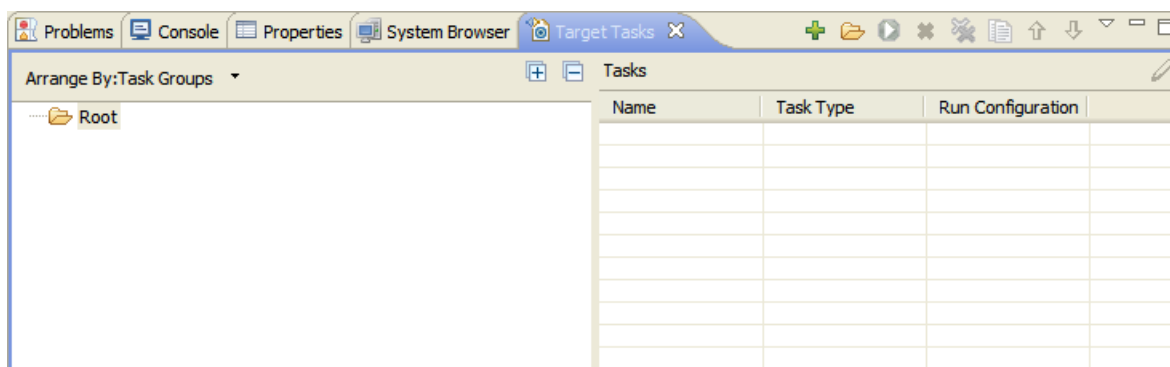 Problems Console Properties System Browser Target Tasks
Arrange By:Task Groups
Root
Tasks
Name Task Type Run Configuration